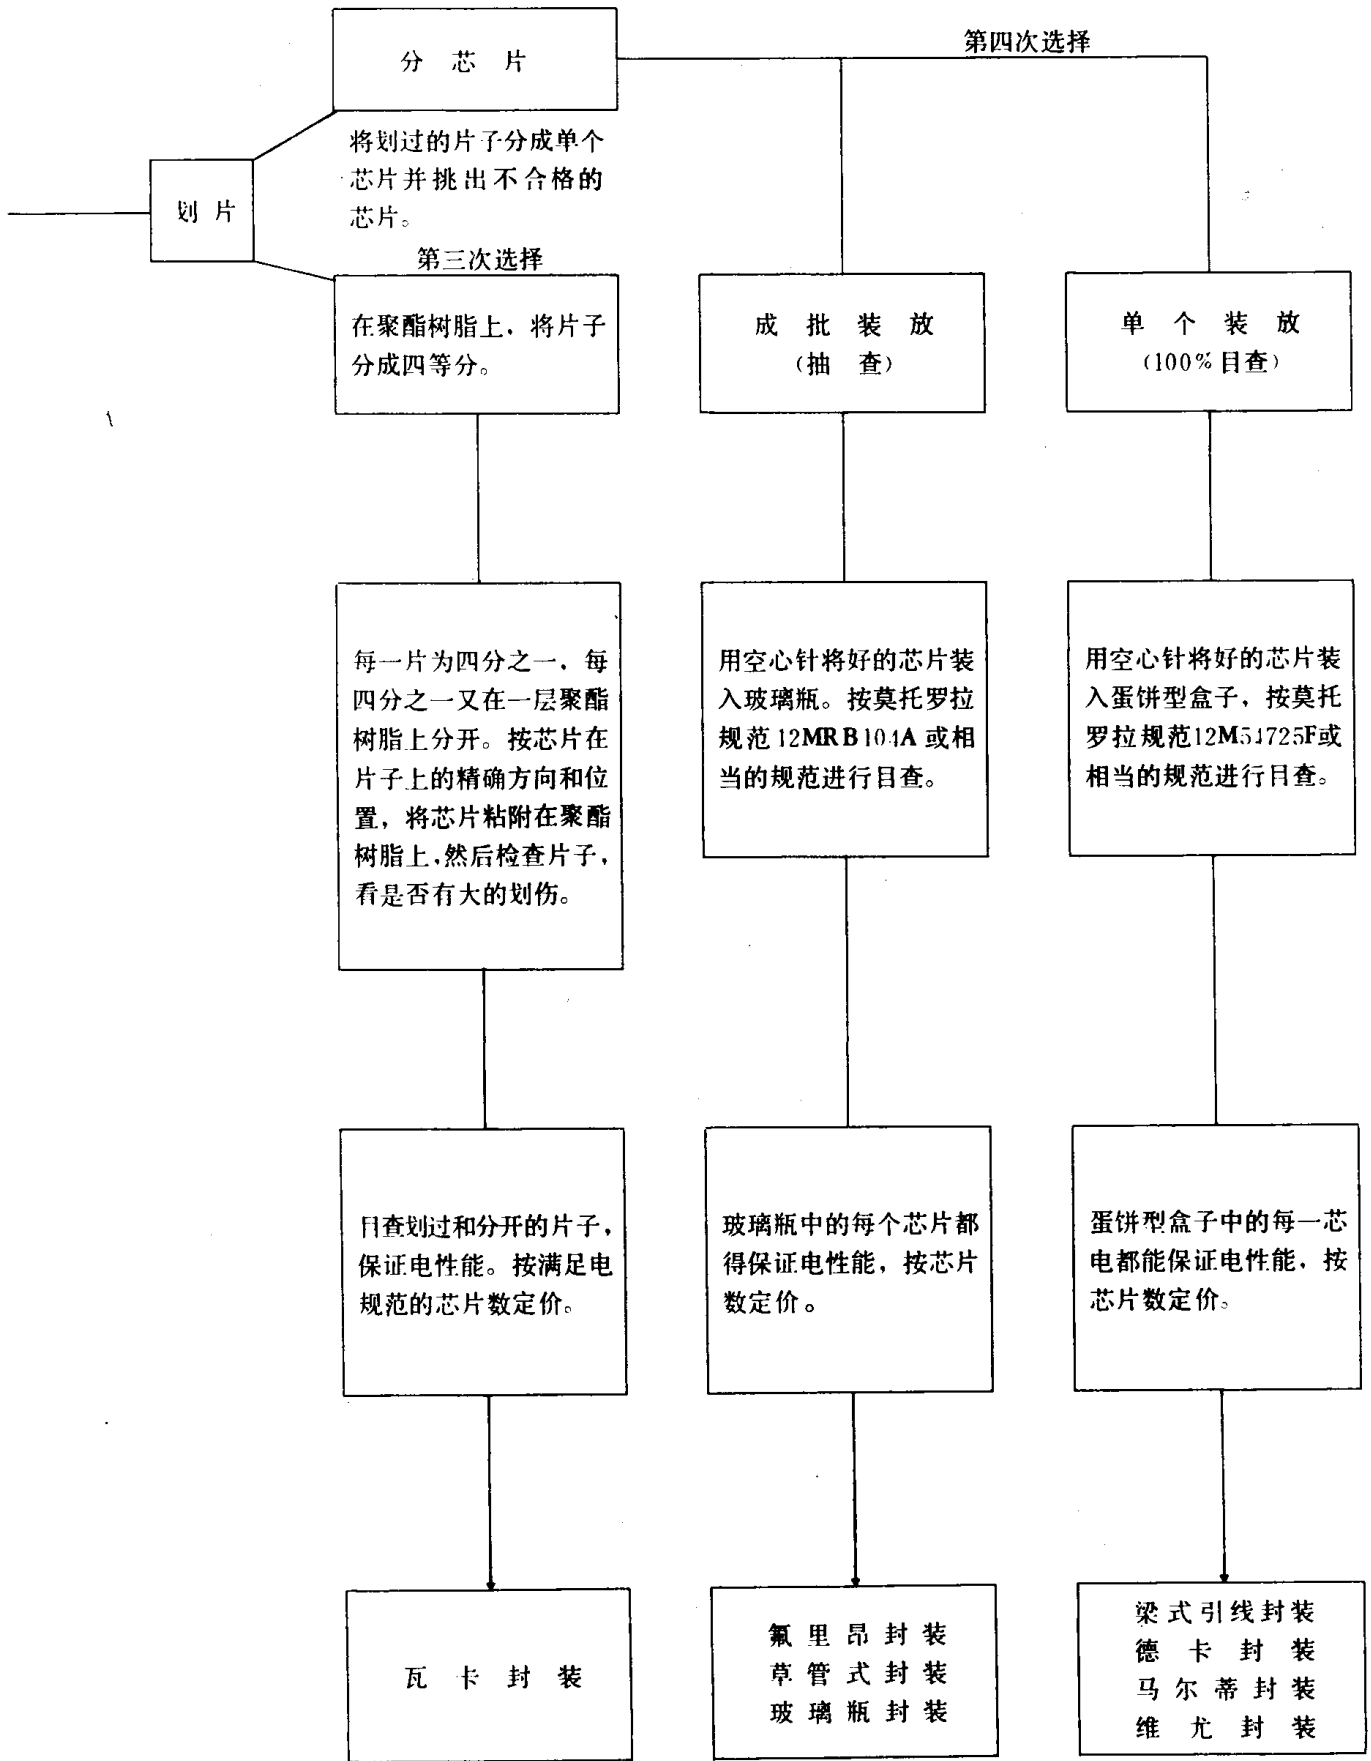 分芯片
第四次选择
将划过的片子分成单个
芯片并挑出不合格的
芯片。
划片
第三次选择
在聚酯树脂上，将片子
分成四等分。
成批装放
(抽查)
单个装放
(100%目查)
每一片为四分之一，每
四分之一又在一层聚酯
树脂上分开。按芯片在
片子上的精确方向和位
置，将芯片粘附在聚酯
树脂上，然后检查片子，
看是否有大的划伤。
用空心针将好的芯片装
入玻璃瓶。按莫托罗拉
规范12MRB104A或相
当的规范进行目查。
用空心针将好的芯片装
入蛋饼型盒子，按莫托
罗拉规范12M54725F或
相当的规范进行目查。
目查划过和分开的片子，
保证电性能。按满足电
规范的芯片数定价。
玻璃瓶中的每个芯片都
得保证电性能，按芯片
数定价。
蛋饼型盒子中的每一芯
电都能保证电性能，按
芯片数定价。
瓦卡封装
氟里昂封装
草管式封装
玻璃瓶封装
梁式引线封装
德卡封装
马尔蒂封装
维尤封装